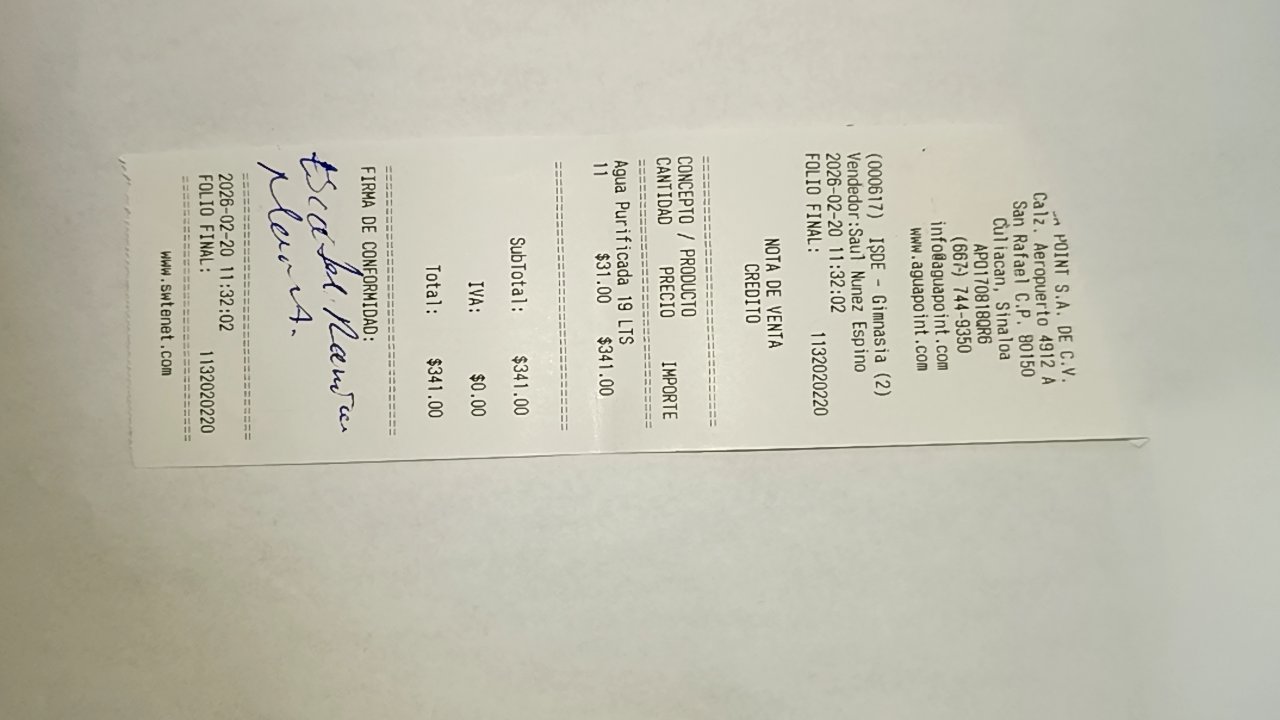 POINT S.A. DE C.V.
Calz. Aeropuerto 4912 A
San Rafael C.P. 80150
Culiacan, Sinaloa
APO170818QR6
(667) 744-9350
info@aguapoint.com
www.aguapoint.com
(000617) ISDE - Gimnasia (2)
Vendedor:Saul Nunez Espino
2026-02-20 11:32:02
FOLIO FINAL: 1132020220
NOTA DE VENTA
CREDITO
==============================
CONCEPTO / PRODUCTO
CANTIDAD PRECIO IMPORTE
==============================
Agua Purificada 19 LTS
11 $31.00 $341.00
==============================
SubTotal: $341.00
IVA: $0.00
Total: $341.00
==============================
FIRMA DE CONFORMIDAD:
==============================
2026-02-20 11:32:02
FOLIO FINAL: 1132020220
==============================
www.swtenet.com